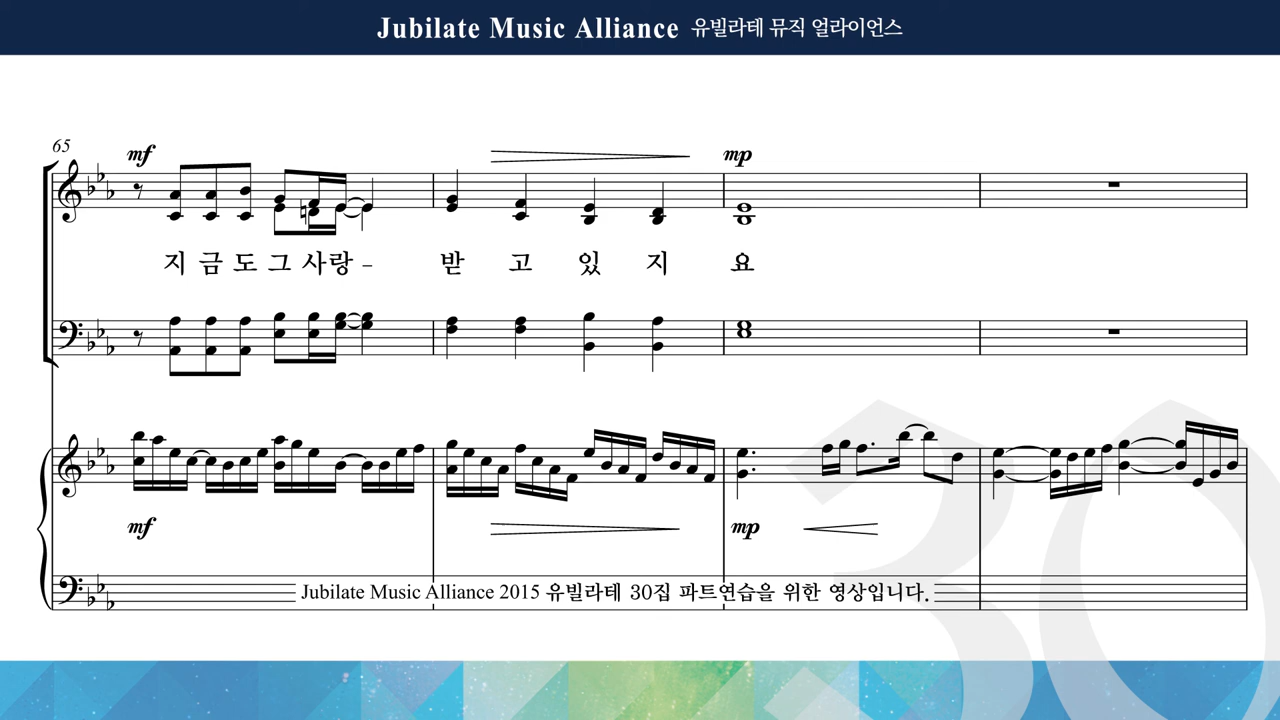 Jubilate Music Alliance 유빌라테 뮤직 얼라이언스
65
mf
mp
지 금 도 그 사랑 - 받 고 있 지 요
mf
mp
Jubilate Music Alliance 2015 유빌라테 30집 파트연습을 위한 영상입니다.
30